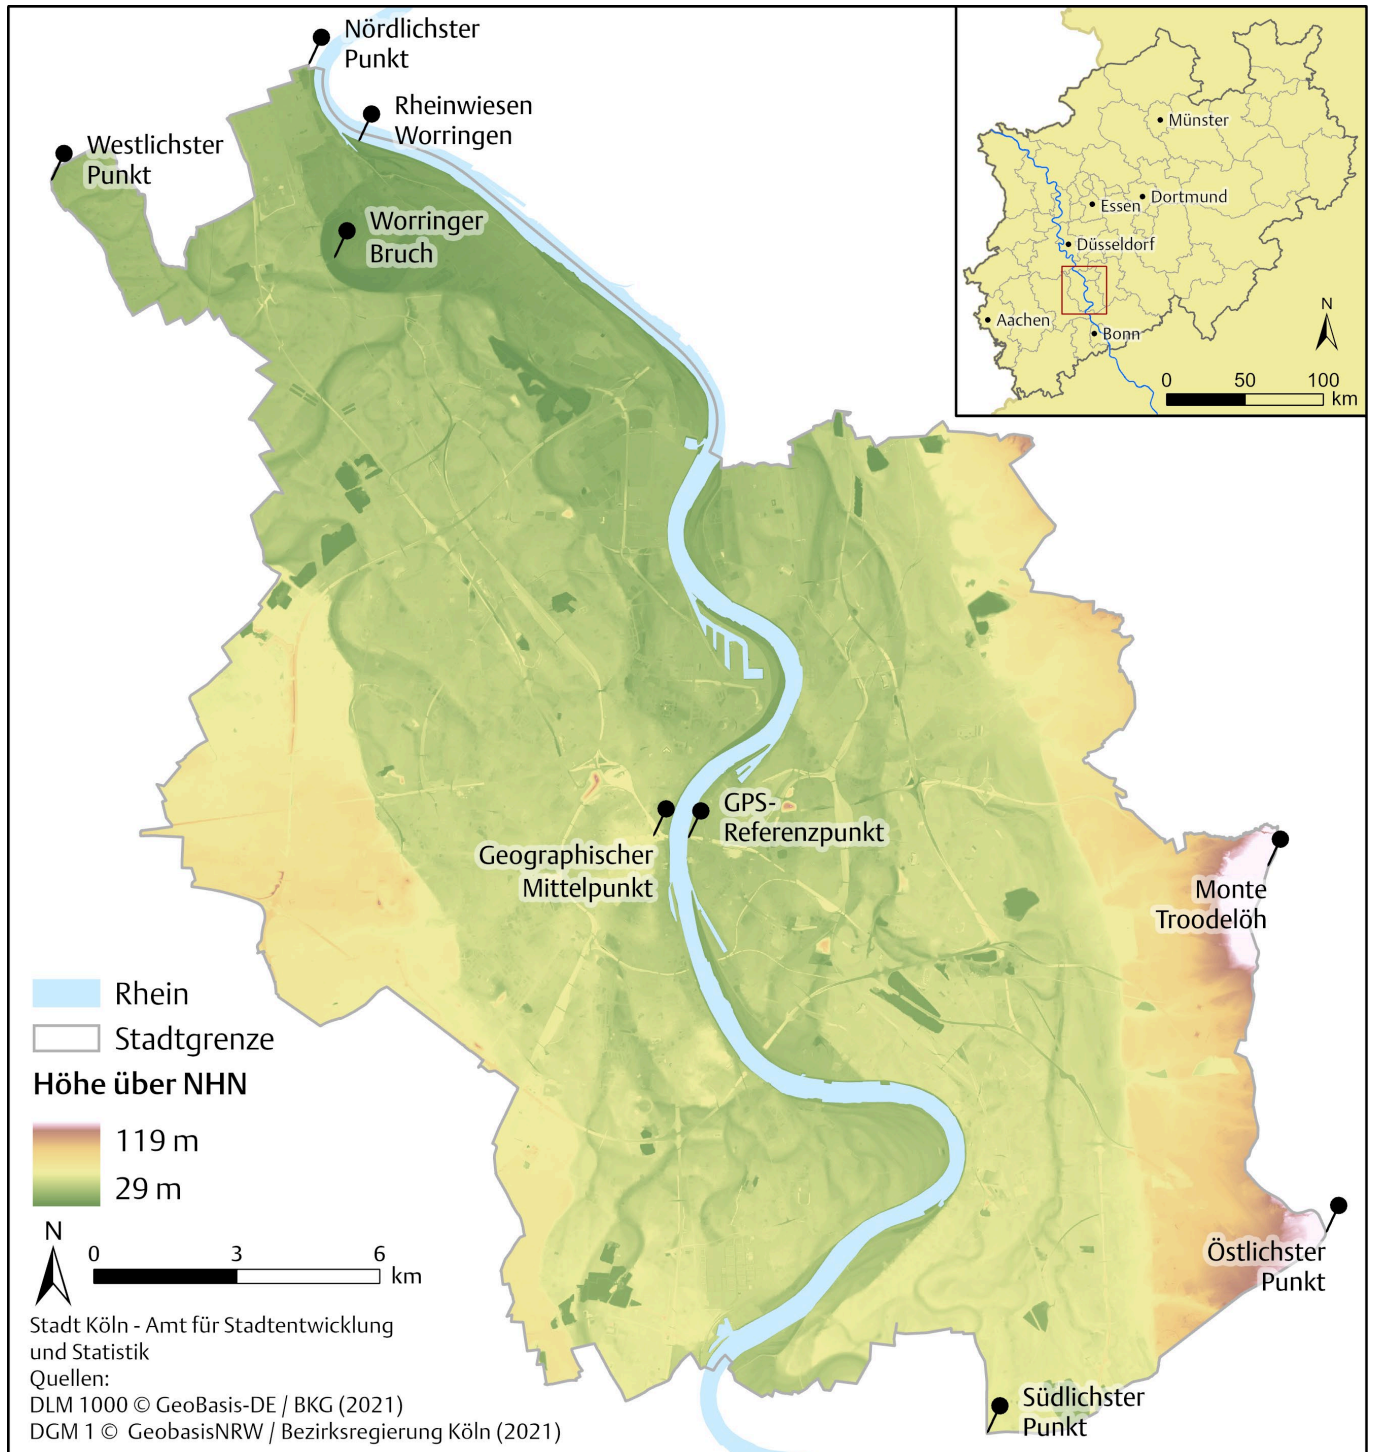 Nördlichster
Punkt
Rheinwiesen
Worringen
Westlichster
Punkt
Worringer
Bruch
Münster
Dortmund
Essen
Düsseldorf
Aachen
Bonn
N
0 50 100
km
GPS-
Referenzpunkt
Geographischer
Mittelpunkt
Monte
Troodelöh
Östlichster
Punkt
Südlichster
Punkt
Rhein
Stadtgrenze
Höhe über NHN
119 m
29 m
N
0 3 6
km
Stadt Köln - Amt für Stadtentwicklung
und Statistik
Quellen:
DLM 1000 © GeoBasis-DE / BKG (2021)
DGM 1 © GeobasisNRW / Bezirksregierung Köln (2021)